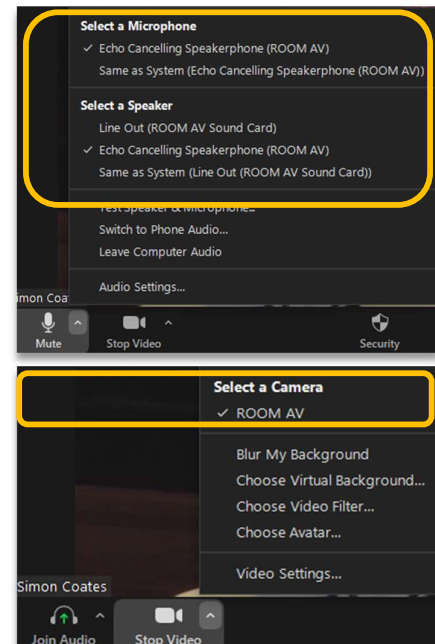 Select a Microphone
✓ Echo Cancelling Speakerphone (ROOM AV)
Same as System (Echo Cancelling Speakerphone (ROOM AV))
Select a Speaker
Line Out (ROOM AV Sound Card)
✓ Echo Cancelling Speakerphone (ROOM AV)
Same as System (Line Out (ROOM AV Sound Card))
Test Speaker & Microphone...
Switch to Phone Audio...
Leave Computer Audio
Audio Settings...
imon Coat
Mute
Stop Video
Security
Select a Camera
✓ ROOM AV
Blur My Background
Choose Virtual Background...
Choose Video Filter...
Choose Avatar...
Video Settings...
Simon Coates
Join Audio
Stop Video